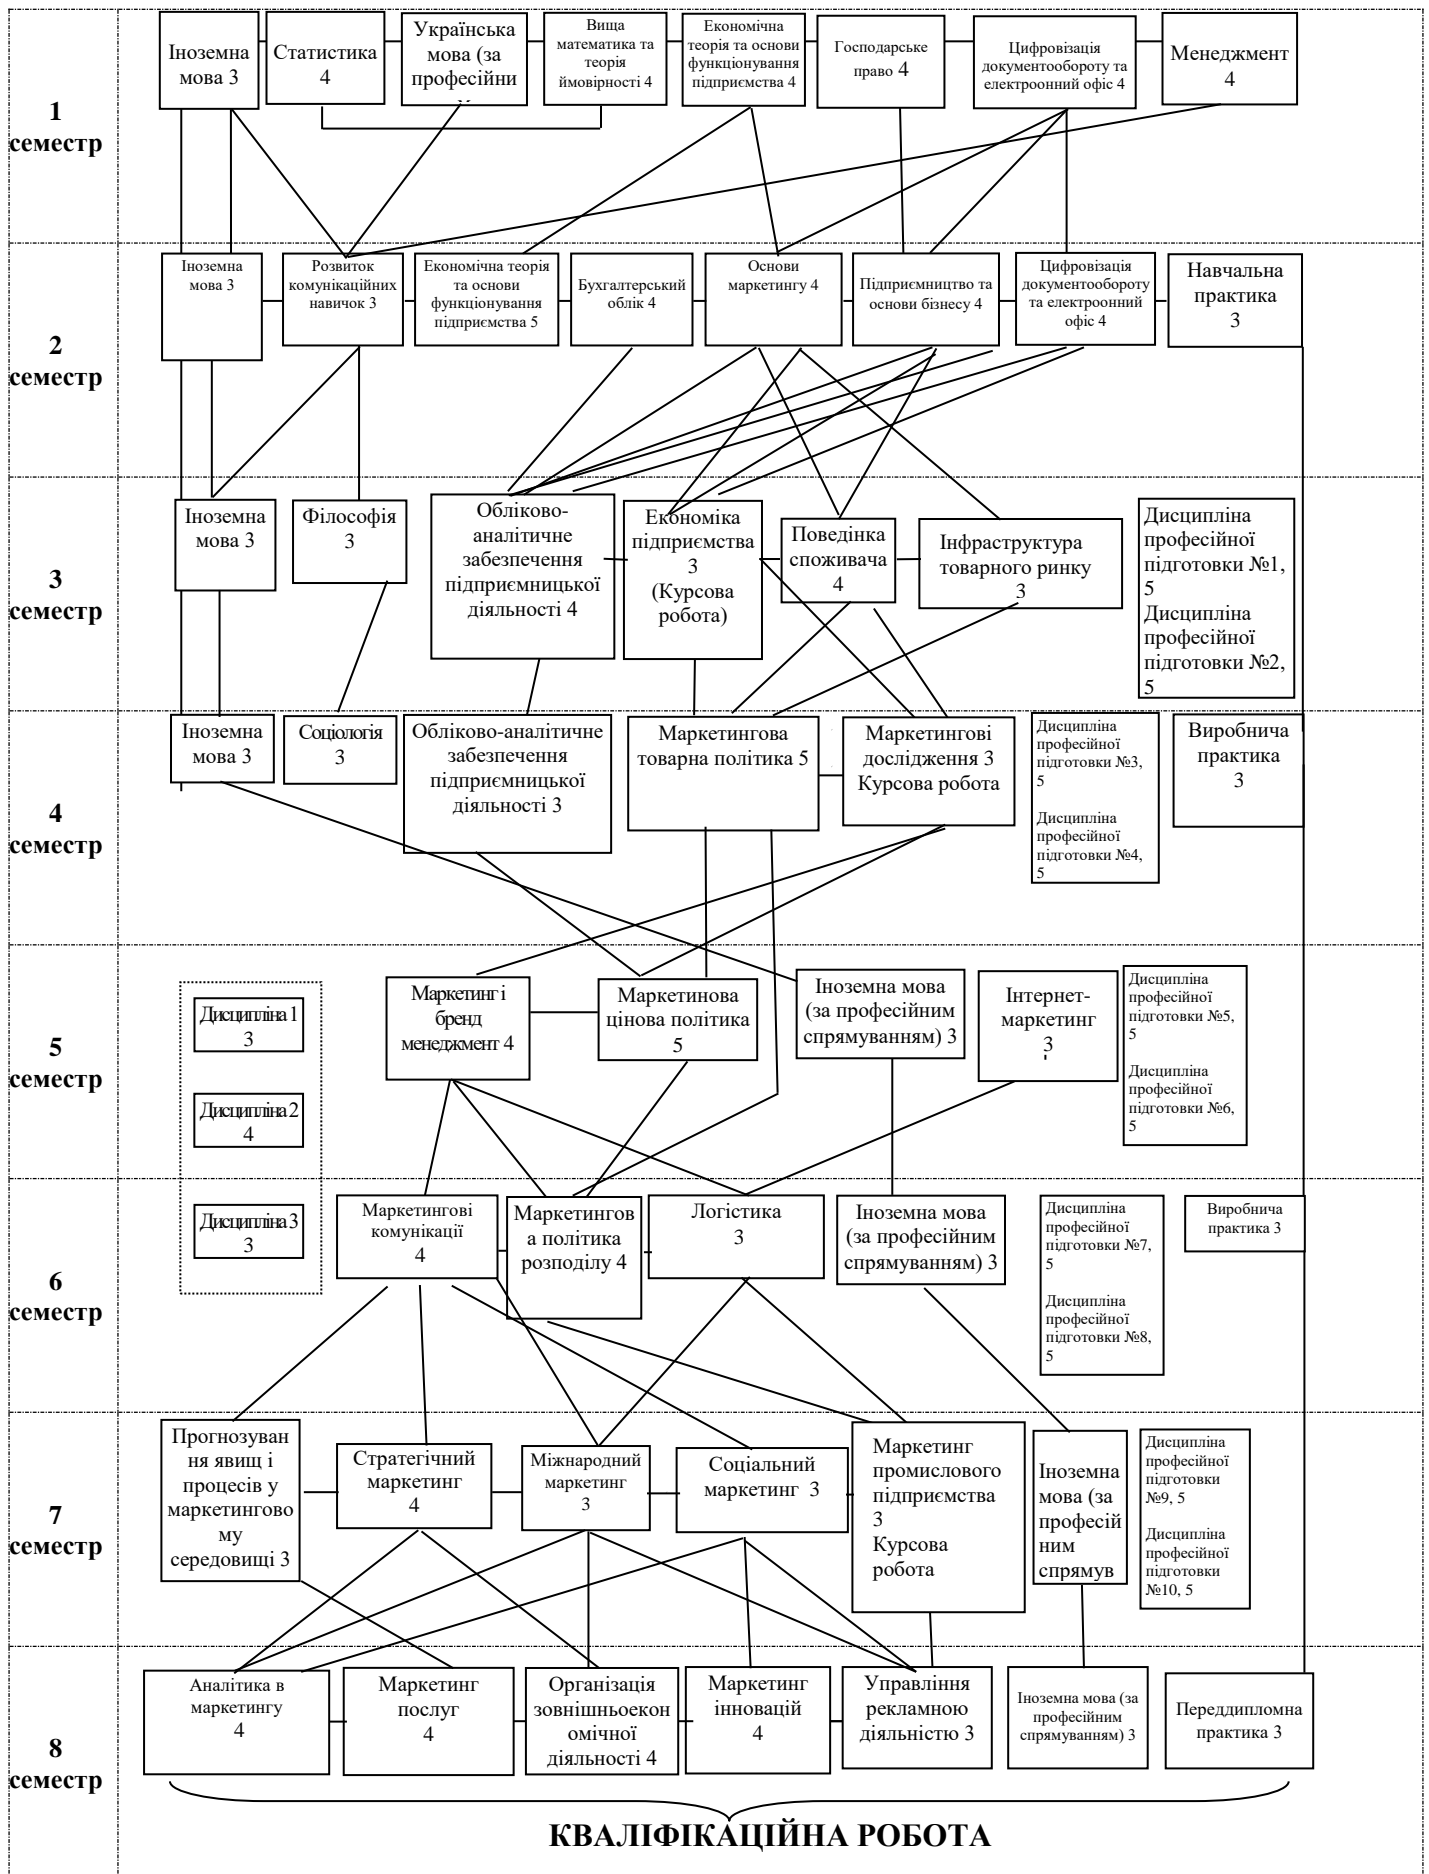 1
семестр
Іноземна
мова 3
Статистика
4
Українська
мова (за
професійни
Вища
математика та
теорія
ймовірності 4
Економічна
теорія та основи
функціонування
підприємства 4
Господарське
право 4
Цифровізація
документообороту та
електроонний офіс 4
Менеджмент
4
2
семестр
Іноземна
мова 3
Розвиток
комунікаційних
навичок 3
Економічна теорія
та основи
функціонування
підприємства 5
Бухгалтерський
облік 4
Основи
маркетингу 4
Підприємництво та
основи бізнесу 4
Цифровізація
документообороту
та електроонний
офіс 4
Навчальна
практика
3
3
семестр
Іноземна
мова 3
Філософія
3
Обліково-
аналітичне
забезпечення
підприємницької
діяльності 4
Економіка
підприємства
3
(Курсова
робота)
Поведінка
споживача
4
Інфраструктура
товарного ринку
3
Дисципліна
професійної
підготовки №1,
5
Дисципліна
професійної
підготовки №2,
5
4
семестр
Іноземна
мова 3
Соціологія
3
Обліково-аналітичне
забезпечення
підприємницької
діяльності 3
Маркетингова
товарна політика 5
Маркетингові
дослідження 3
Курсова робота
Дисципліна
професійної
підготовки №3,
5
Дисципліна
професійної
підготовки №4,
5
Виробнича
практика
3
5
семестр
Дисципліна 1
3
Дисципліна 2
4
Маркетинг і
бренд
менеджмент 4
Маркетинова
цінова політика
5
Іноземна мова
(за професійним
спрямуванням) 3
Інтернет-
маркетинг
3
Дисципліна
професійної
підготовки №5,
5
Дисципліна
професійної
підготовки №6,
5
6
семестр
Дисципліна 3
3
Маркетингові
комунікації
4
Маркетингов
а політика
розподілу 4
Логістика
3
Іноземна мова
(за професійним
спрямуванням) 3
Дисципліна
професійної
підготовки №7,
5
Дисципліна
професійної
підготовки №8,
5
Виробнича
практика 3
7
семестр
Прогнозуван
ня явищ і
процесів у
маркетингово
му
середовищі 3
Стратегічний
маркетинг
4
Міжнародний
маркетинг
3
Соціальний
маркетинг 3
Маркетинг
промислового
підприємства
3
Курсова
робота
Іноземна
мова (за
професій
ним
спрямув
Дисципліна
професійної
підготовки
№9, 5
Дисципліна
професійної
підготовки
№10, 5
8
семестр
Аналітика в
маркетингу
4
Маркетинг
послуг
4
Організація
зовнішньоекон
омічної
діяльності 4
Маркетинг
інновацій
4
Управління
рекламною
діяльністю 3
Іноземна мова (за
професійним
спрямуванням) 3
Переддипломна
практика 3
КВАЛІФІКАЦІЙНА РОБОТА